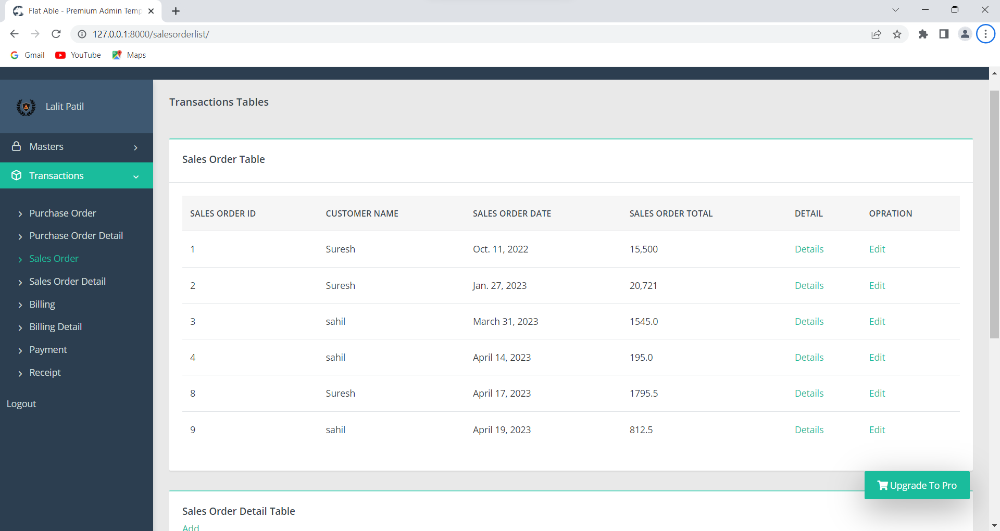 Flat Able - Premium Admin Temp
127.0.0.1:8000/salesorderlist/
Gmail YouTube Maps
Lalit Patil
Masters
Transactions
Purchase Order
Purchase Order Detail
Sales Order
Sales Order Detail
Billing
Billing Detail
Payment
Receipt
Logout
Transactions Tables
Sales Order Table
SALES ORDER ID CUSTOMER NAME SALES ORDER DATE SALES ORDER TOTAL DETAIL OPRATION
1 Suresh Oct. 11, 2022 15,500 Details Edit
2 Suresh Jan. 27, 2023 20,721 Details Edit
3 sahil March 31, 2023 1545.0 Details Edit
4 sahil April 14, 2023 195.0 Details Edit
8 Suresh April 17, 2023 1795.5 Details Edit
9 sahil April 19, 2023 812.5 Details Edit
Upgrade To Pro
Sales Order Detail Table
Add